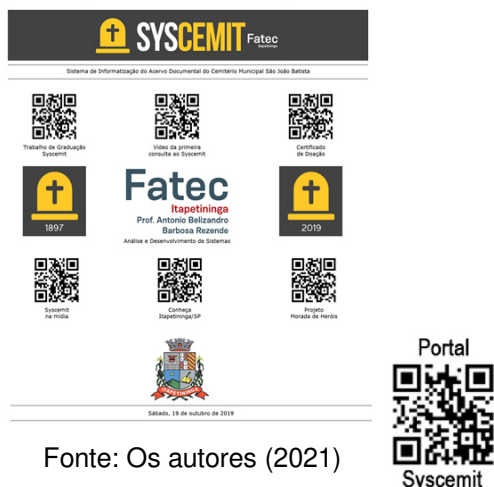 SYSCEMIT Fatec
Itapetininga
Sistema de Informatização do Acervo Documental do Cemitério Municipal São João Batista
Trabalho de Graduação
Syscemit
Vídeo da primeira
consulta ao Syscemit
Certificado
de Doação
1897
Fatec
Itapetininga
Prof. Antonio Belizandro
Barbosa Rezende
Análise e Desenvolvimento de Sistemas
2019
Syscemit
na mídia
Conheça
Itapetininga/SP
Projeto
Morada de Heróis
ITAPETININGA
Sábado, 19 de outubro de 2019
Fonte: Os autores (2021)
Portal
Syscemit